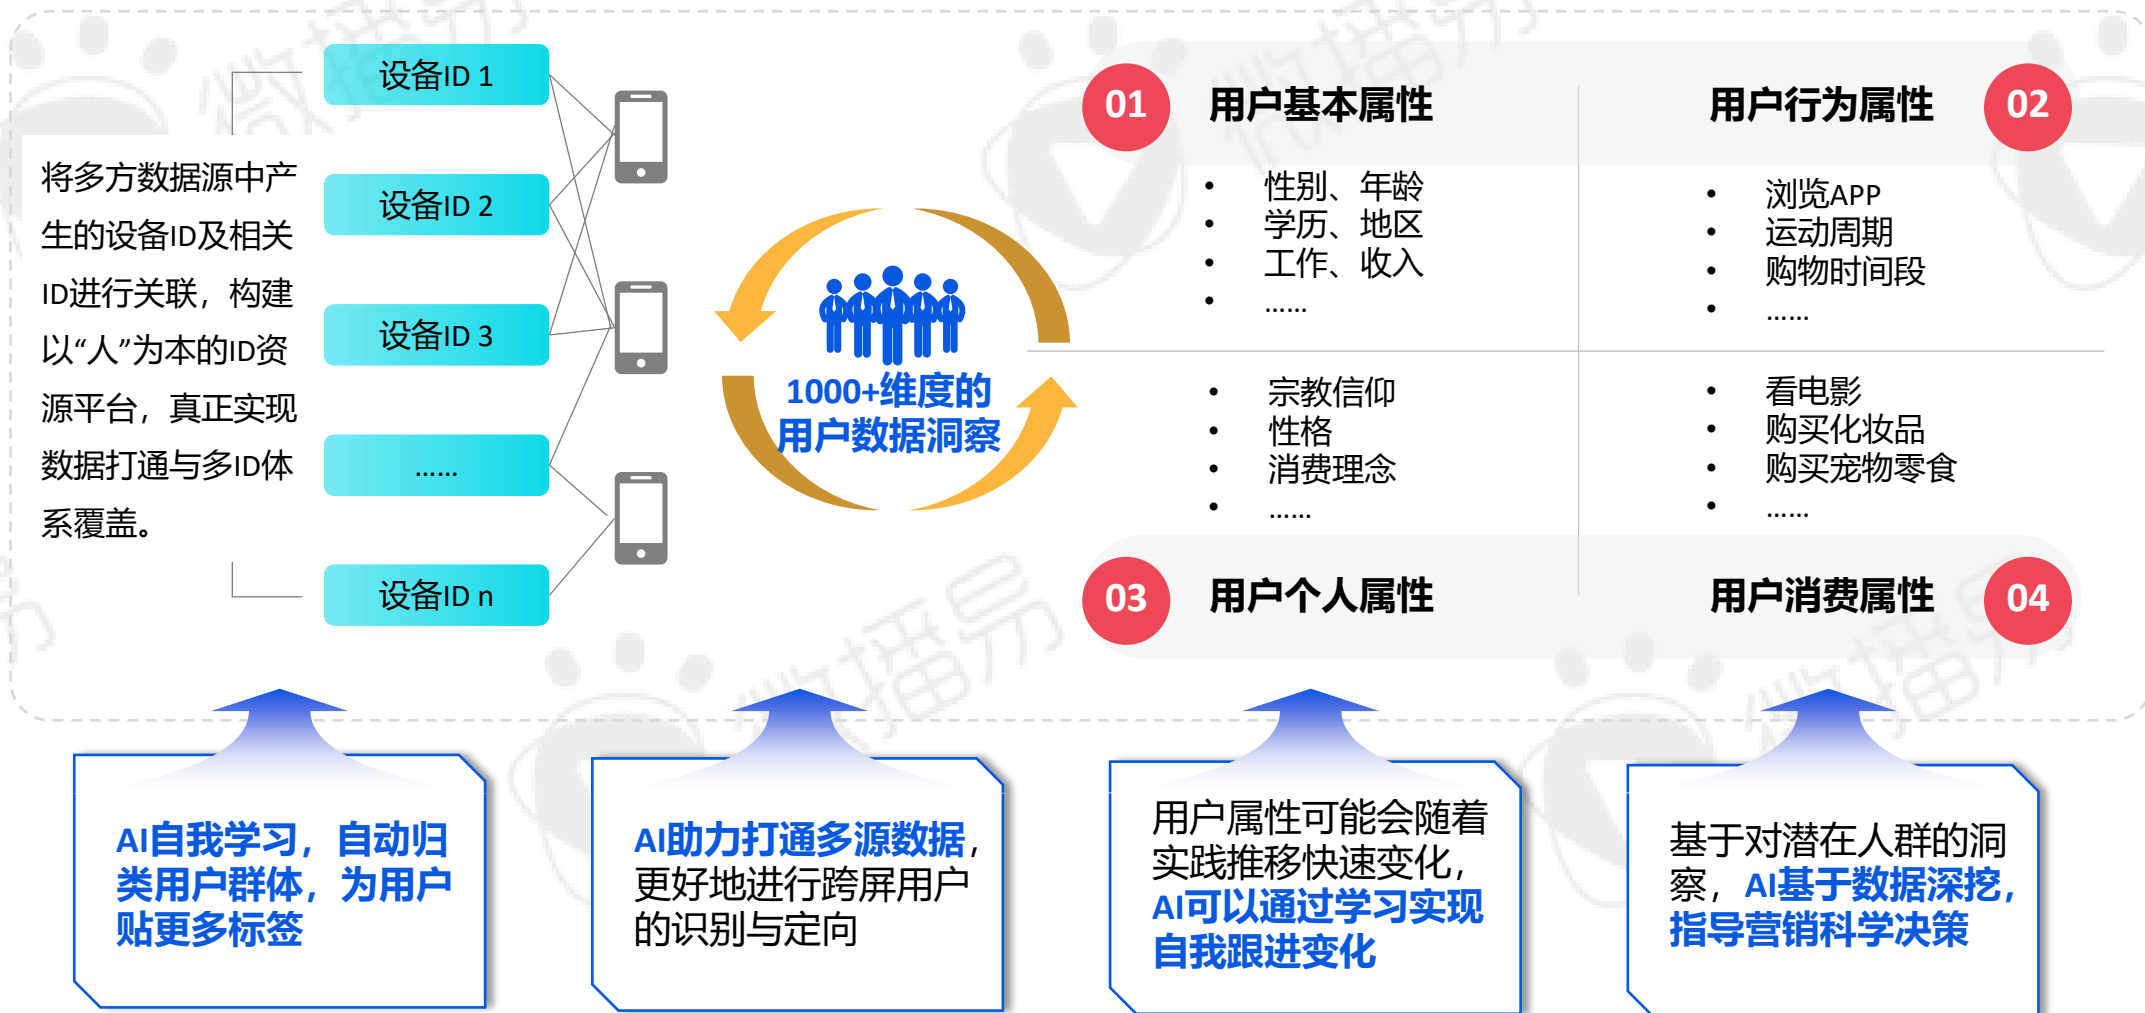 将多方数据源中产
生的设备ID及相关
ID进行关联，构建
以“人”为本的ID资
源平台，真正实现
数据打通与多ID体
系覆盖。
设备ID 1
设备ID 2
设备ID 3
……
设备ID n
1000+维度的
用户数据洞察
01
用户基本属性
• 性别、年龄
• 学历、地区
• 工作、收入
• ……
用户行为属性
02
• 浏览APP
• 运动周期
• 购物时间段
• ……
• 宗教信仰
• 性格
• 消费理念
• ……
03
用户个人属性
• 看电影
• 购买化妆品
• 购买宠物零食
• ……
用户消费属性
04
AI自我学习，自动归
类用户群体，为用户
贴更多标签
AI助力打通多源数据，
更好地进行跨屏用户
的识别与定向
用户属性可能会随着
实践推移快速变化，
AI可以通过学习实现
自我跟进变化
基于对潜在人群的洞
察，AI基于数据深挖，
指导营销科学决策
微播易
微播易
微播易
微播易
易